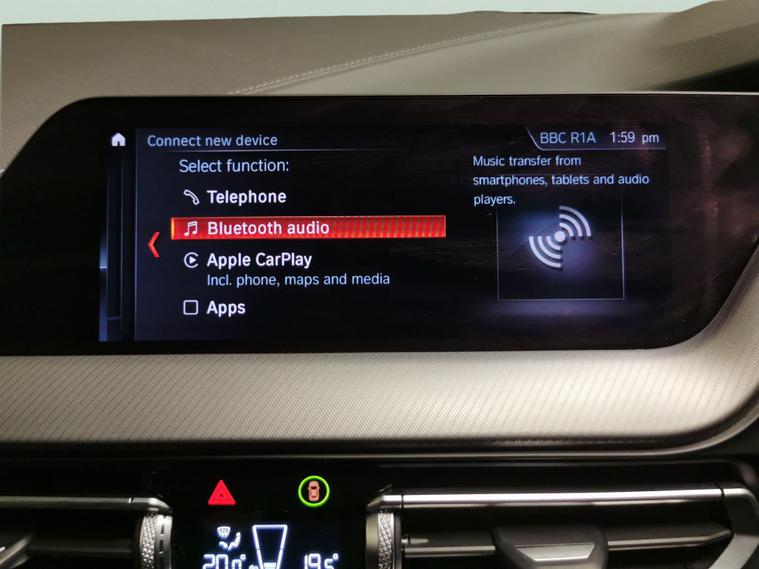 Connect new device
BBC R1A 1:59 pm
Select function:
Telephone
Bluetooth audio
Apple CarPlay
Incl. phone, maps and media
Apps
Music transfer from
smartphones, tablets and audio
players.
20.0° 19.5°